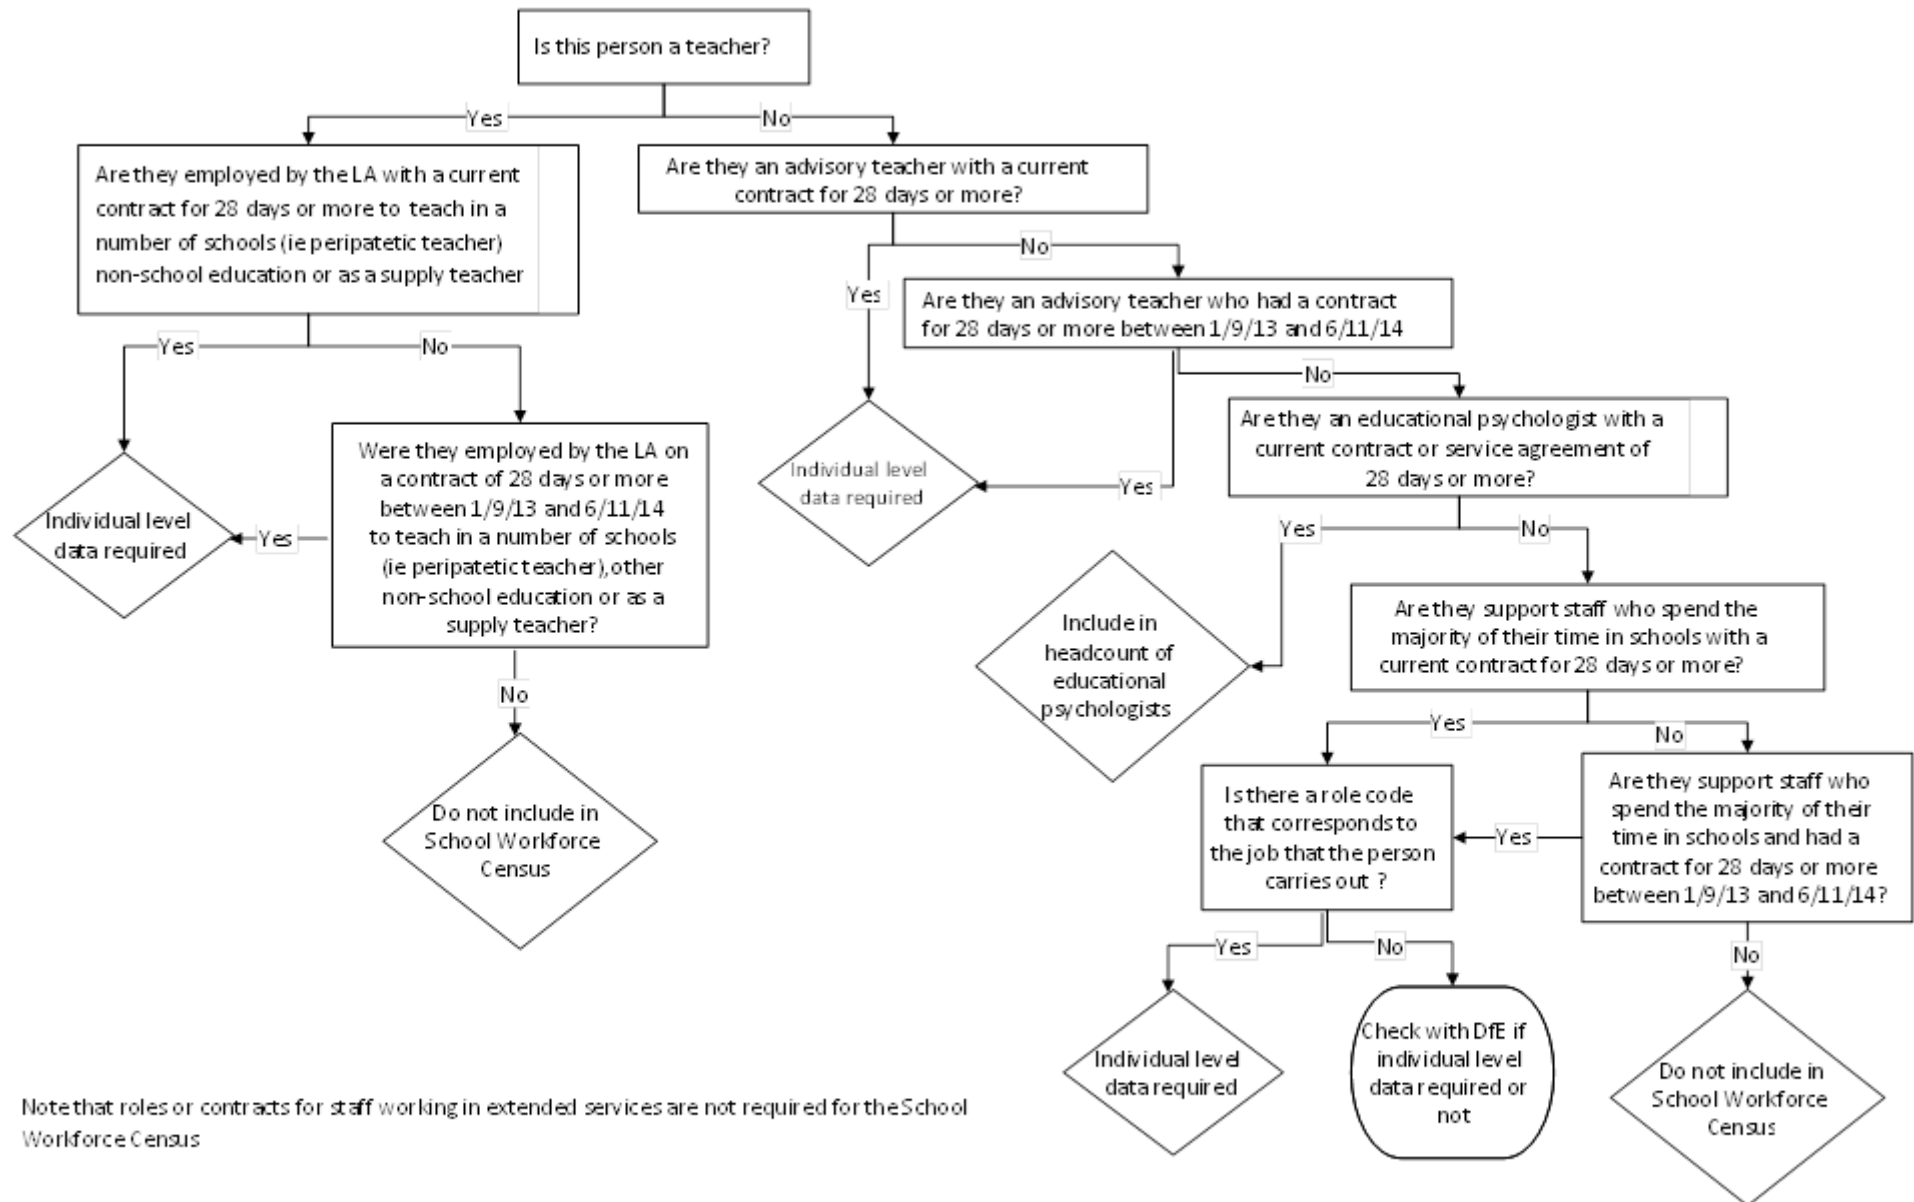 Is this person a teacher?
Yes
No
Are they employed by the LA with a current
contract for 28 days or more to teach in a
number of schools (ie peripatetic teacher)
non-school education or as a supply teacher
Are they an advisory teacher with a current
contract for 28 days or more?
No
Yes
Are they an advisory teacher who had a contract
for 28 days or more between 1/9/13 and 6/11/14
Yes
No
No
Were they employed by the LA on
a contract of 28 days or more
between 1/9/13 and 6/11/14
to teach in a number of schools
(ie peripatetic teacher),other
non-school education or as a
supply teacher?
Individual level
data required
Yes
Individual level
data required
Yes
Are they an educational psychologist with a
current contract or service agreement of
28 days or more?
Yes
No
Include in
headcount of
educational
psychologists
Are they support staff who spend the
majority of their time in schools with a
current contract for 28 days or more?
No
Do not include in
School Workforce
Census
Yes
No
Is there a role code
that corresponds to
the job that the person
carries out ?
Yes
Are they support staff who
spend the majority of their
time in schools and had a
contract for 28 days or more
between 1/9/13 and 6/11/14?
Yes
No
No
Individual level
data required
Check with DfE if
individual level
data required or
not
Do not include in
School Workforce
Census
Note that roles or contracts for staff working in extended services are not required for the School
Workforce Census